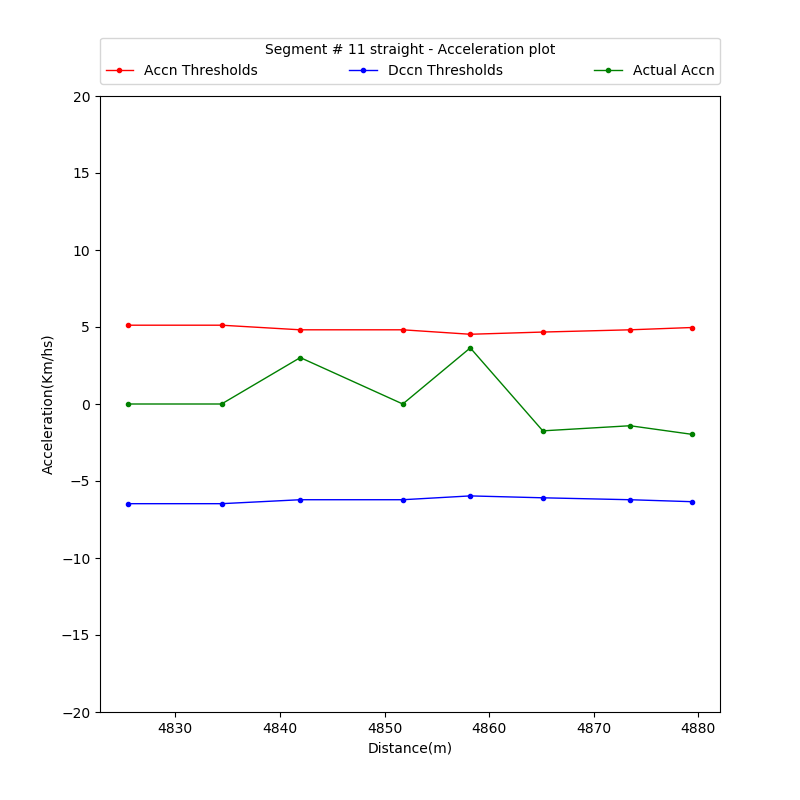 Segment # 11 straight - Acceleration plot
Accn Thresholds Dccn Thresholds Actual Accn
20
15
10
5
0
−5
−10
−15
−20
Acceleration(Km/hs)
4830 4840 4850 4860 4870 4880
Distance(m)